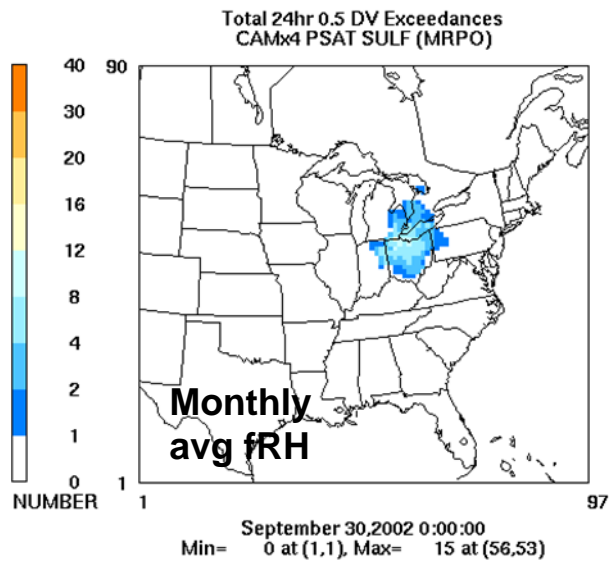 Total 24hr 0.5 DV Exceedances
CAMx4 PSAT SULF (MRPO)
40
30
20
16
12
8
4
2
1
0
NUMBER
90
1
1
97
Monthly
avg fRH
September 30,2002 0:00:00
Min= 0 at (1,1), Max= 15 at (56,53)